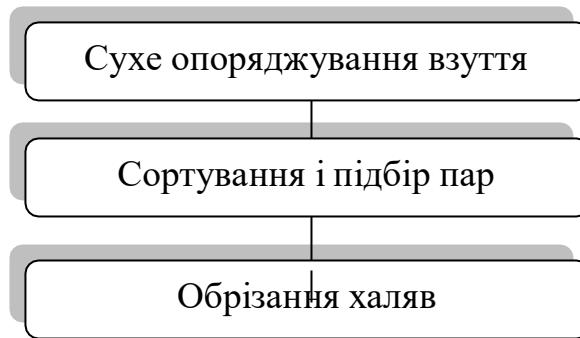 Сухе опоряджування взуття
Сортування і підбір пар
Обрізання халяв